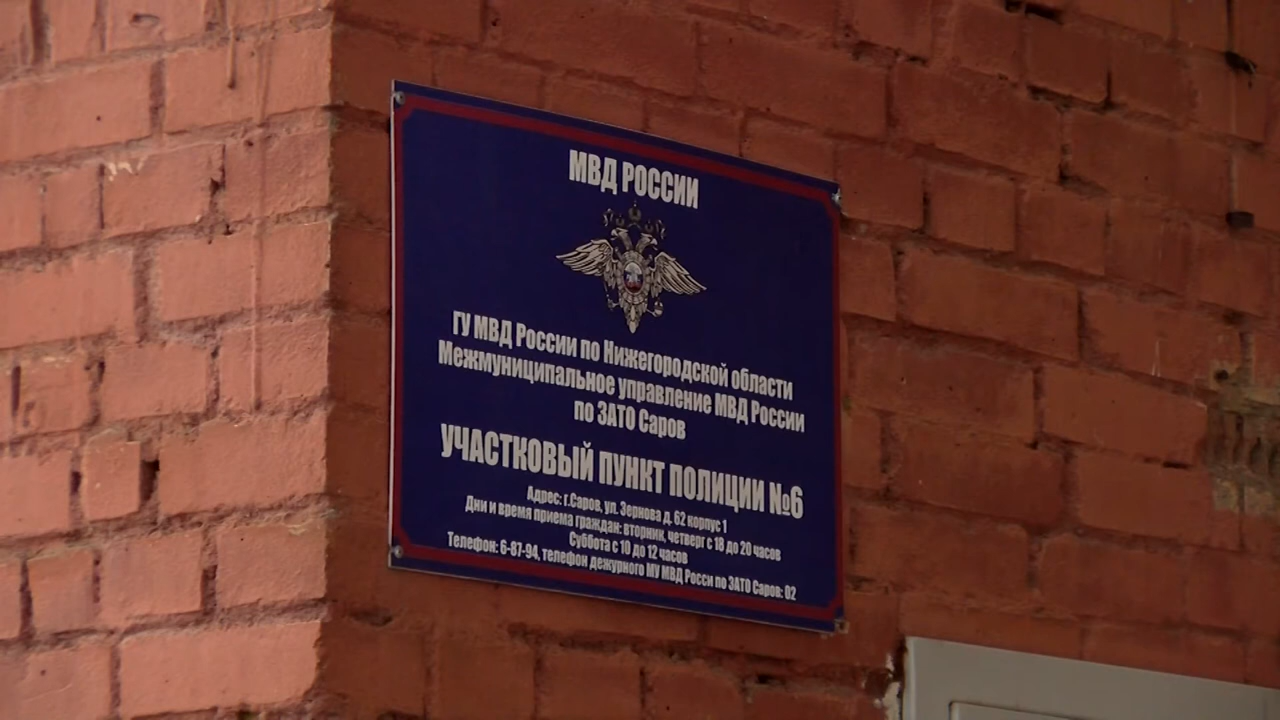 МВД РОССИИ
ГУ МВД России по Нижегородской области
Межмуниципальное управление МВД России
по ЗАТО Саров
УЧАСТКОВЫЙ ПУНКТ ПОЛИЦИИ №6
Адрес: г.Саров, ул. Зернова д. 62 корпус 1
Дни и время приема граждан: вторник, четверг с 18 до 20 часов
Суббота с 10 до 12 часов
Телефон: 6-87-94, телефон дежурного МУ МВД Росси по ЗАТО Саров: 02